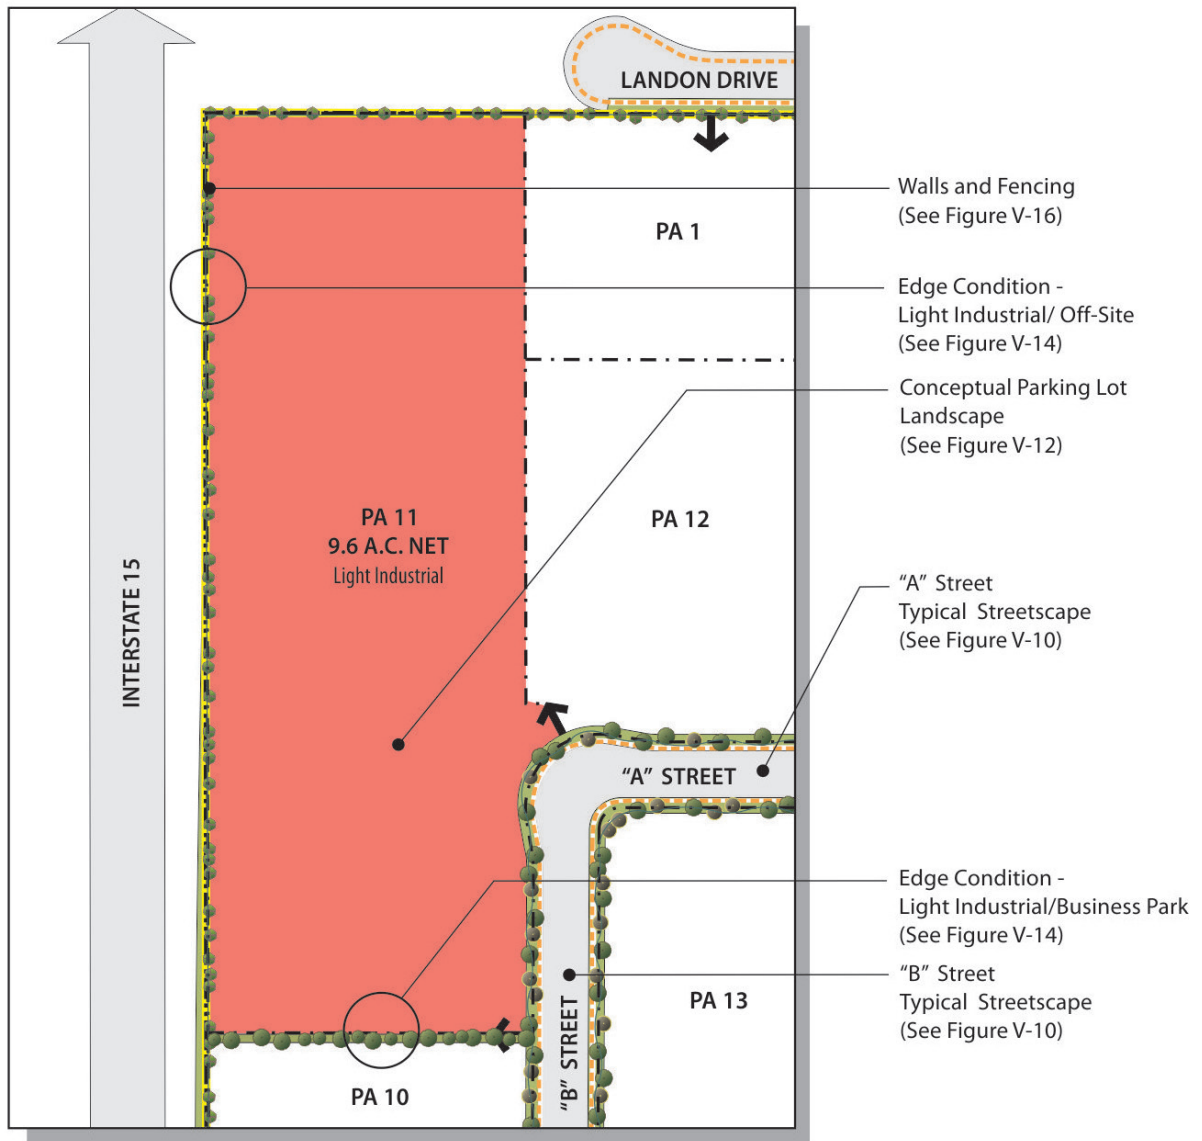 LANDON DRIVE
Walls and Fencing
(See Figure V-16)
PA 1
Edge Condition -
Light Industrial/ Off-Site
(See Figure V-14)
Conceptual Parking Lot
Landscape
(See Figure V-12)
PA 11
9.6 A.C. NET
Light Industrial
PA 12
INTERSTATE 15
“A” Street
Typical Streetscape
(See Figure V-10)
“A” STREET
Edge Condition -
Light Industrial/Business Park
(See Figure V-14)
“B” Street
Typical Streetscape
(See Figure V-10)
PA 13
“B” STREET
PA 10